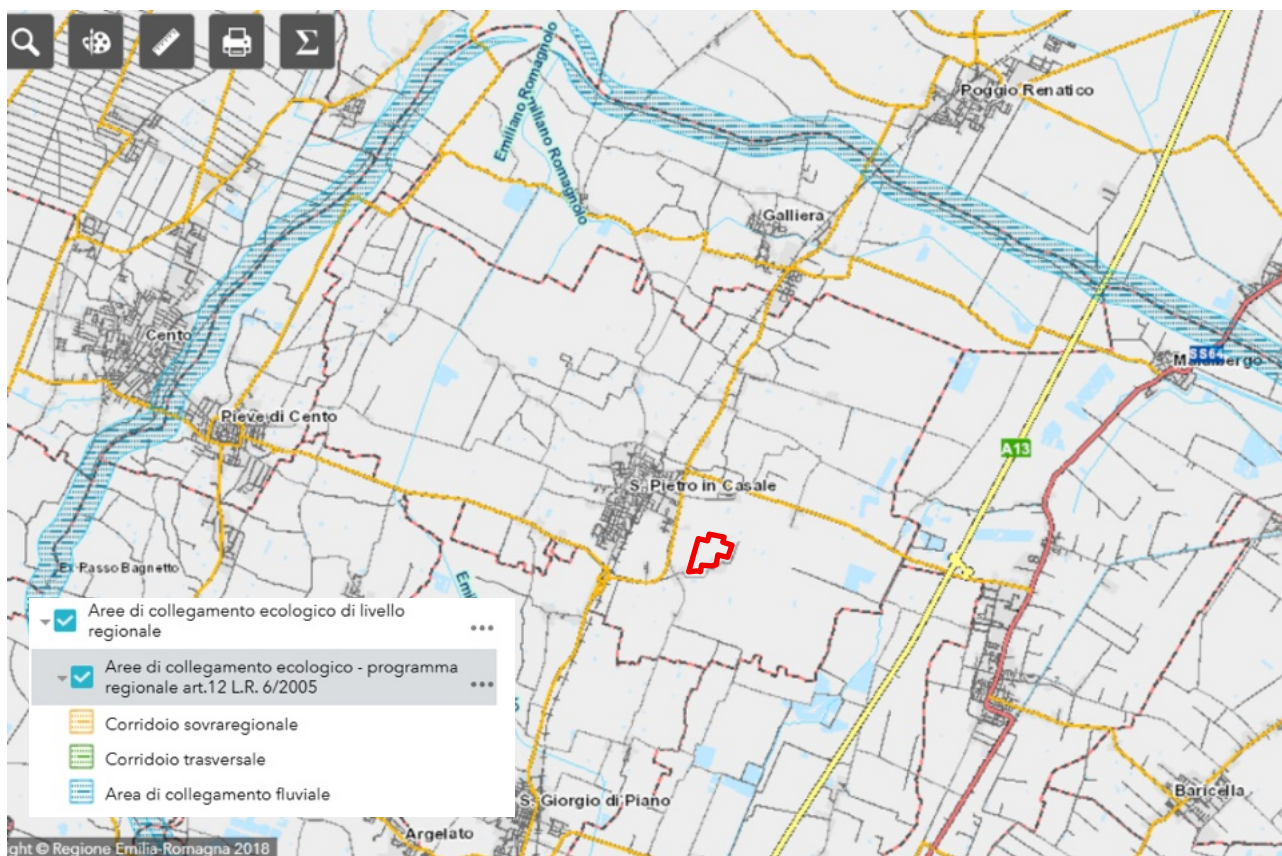 Σ
Emiliano Romagnolo
Emiliano Romagnolo
Poggio Renatico
Galliera
Cento
SS64
Malalbergo
Pieve di Cento
A13
S. Pietro in Casale
Ex Passo Bagnetto
Aree di collegamento ecologico di livello
regionale
Aree di collegamento ecologico - programma
regionale art.12 L.R. 6/2005
Corridoio sovraregionale
Corridoio trasversale
Area di collegamento fluviale
S. Giorgio di Piano
Baricella
Argelato
ght © Regione Emilia-Romagna 2018